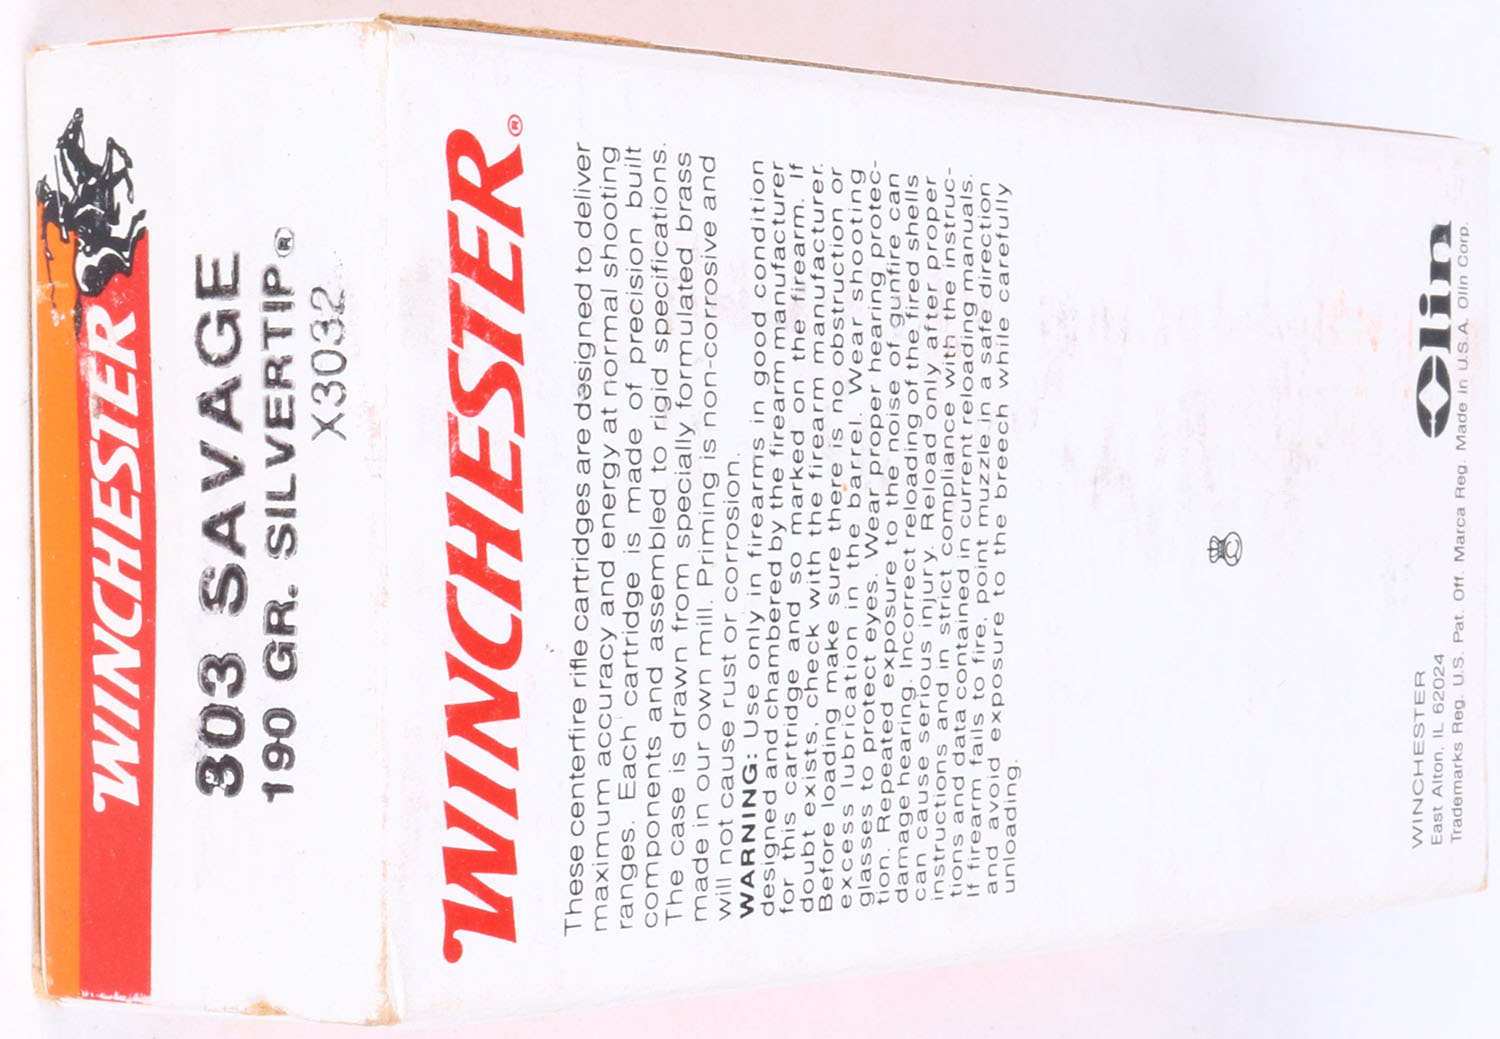 WINCHESTER
303 SAVAGE
190 GR. SILVERTIP®
X3032
WINCHESTER®
These centerfire rifle cartridges are designed to deliver
maximum accuracy and energy at normal shooting
ranges. Each cartridge is made of precision built
components and assembled to rigid specifications.
The case is drawn from specially formulated brass
made in our own mill. Priming is non-corrosive and
will not cause rust or corrosion.
WARNING: Use only in firearms in good condition
designed and chambered by the firearm manufacturer
for this cartridge and so marked on the firearm. If
doubt exists, check with the firearm manufacturer.
Before loading make sure there is no obstruction or
excess lubrication in the barrel. Wear shooting
glasses to protect eyes. Wear proper hearing protec-
tion. Repeated exposure to the noise of gunfire can
damage hearing. Incorrect reloading of the fired shells
can cause serious injury. Reload only after proper
instructions and in strict compliance with the instruc-
tions and data contained in current reloading manuals.
If firearm fails to fire, point muzzle in a safe direction
and avoid exposure to the breech while carefully
unloading.
WINCHESTER
East Alton, IL 62024
Trademarks Reg. U.S. Pat. Off. Marca Reg. Made in U.S.A. Olin Corp.
Olin